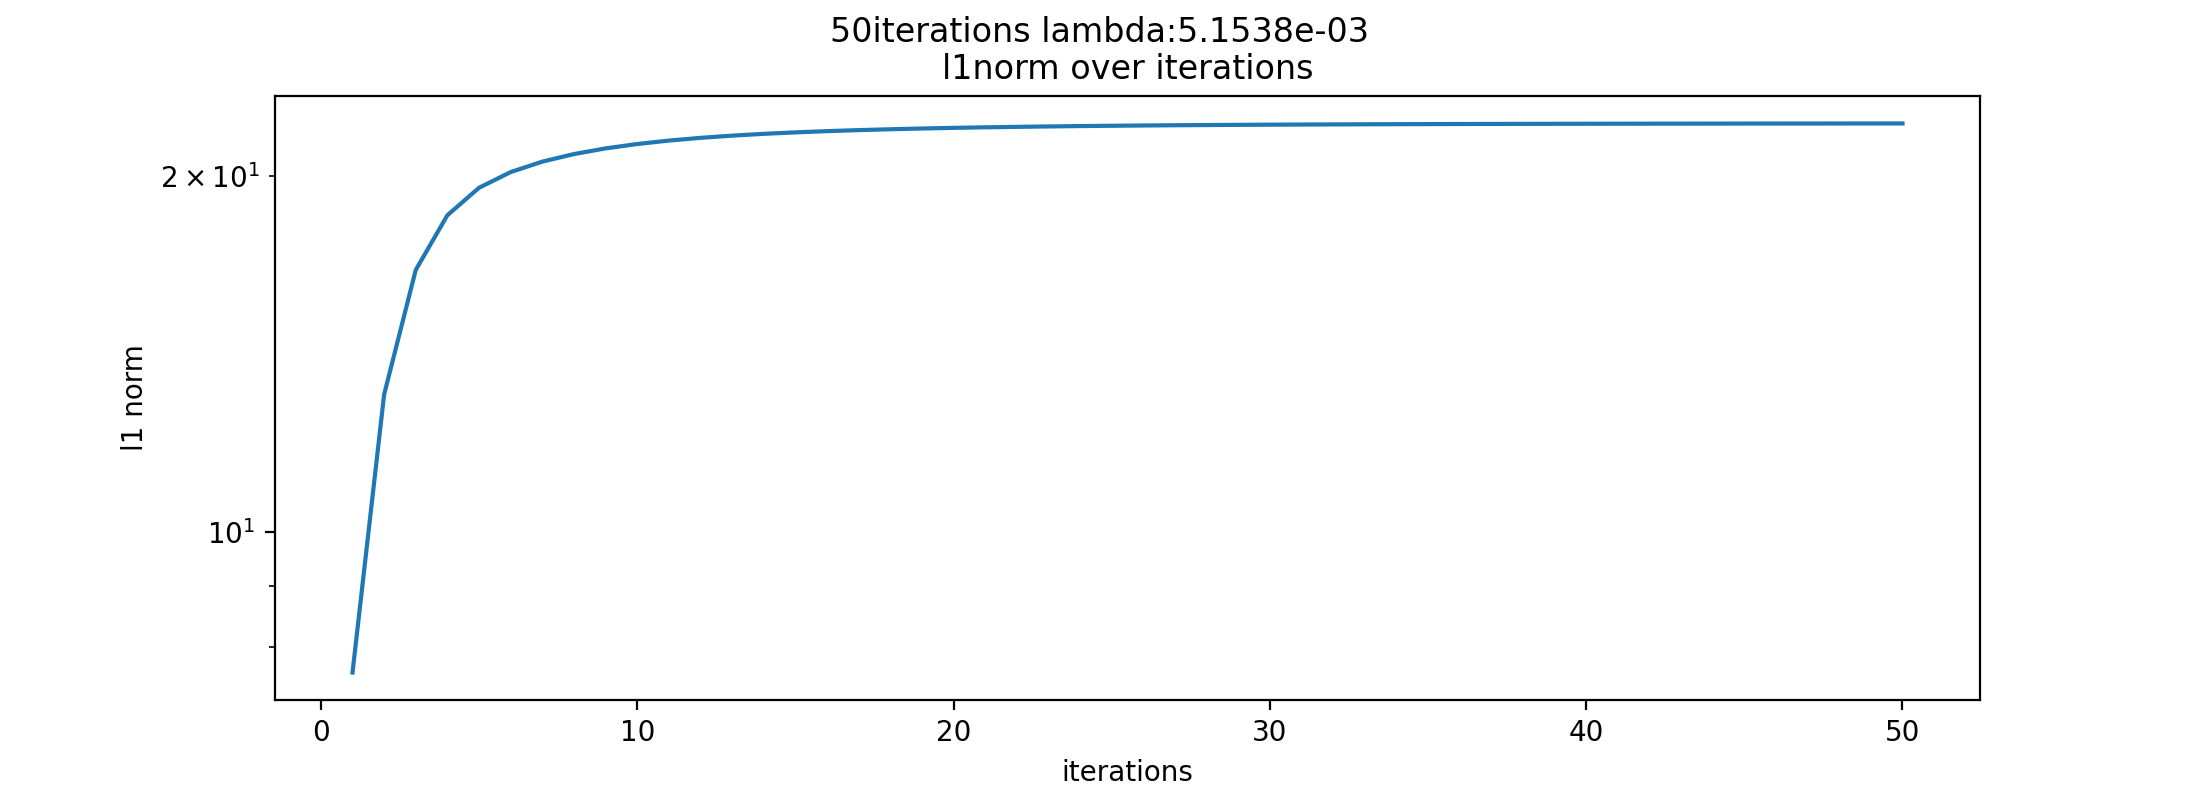 50iterations lambda:5.1538e-03
l1norm over iterations
l1 norm
2 × 10¹
10¹
0 10 20 30 40 50
iterations